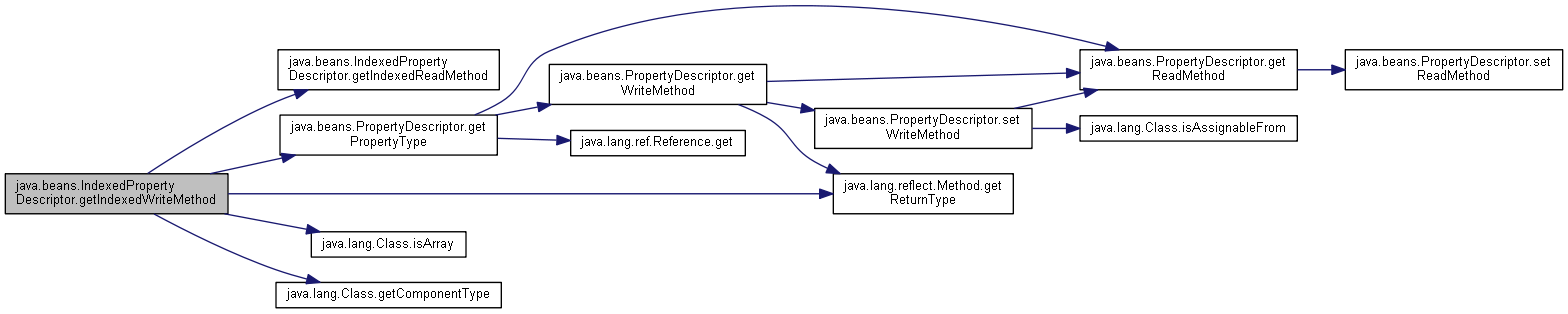 java.beans.IndexedProperty
Descriptor.getIndexedWriteMethod
java.beans.IndexedProperty
Descriptor.getIndexedReadMethod
java.beans.PropertyDescriptor.get
PropertyType
java.lang.Class.isArray
java.lang.Class.getComponentType
java.beans.PropertyDescriptor.get
WriteMethod
java.lang.ref.Reference.get
java.beans.PropertyDescriptor.set
WriteMethod
java.lang.reflect.Method.get
ReturnType
java.beans.PropertyDescriptor.get
ReadMethod
java.lang.Class.isAssignableFrom
java.beans.PropertyDescriptor.set
ReadMethod